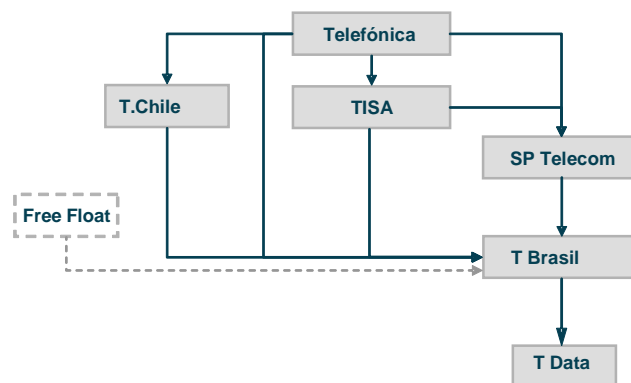 Telefónica
T.Chile
TISA
SP Telecom
Free Float
T Brasil
T Data